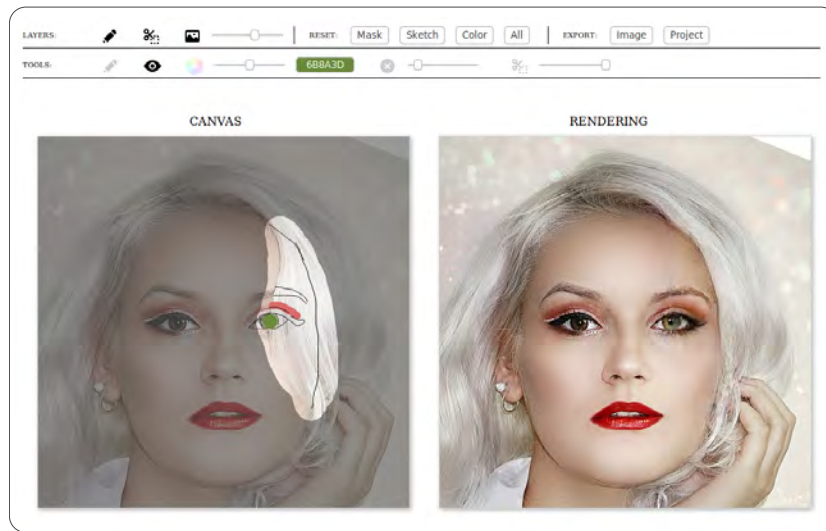 LAYERS: RESET: Mask Sketch Color All EXPORT: Image Project
TOOLS: 6B8A3D
CANVAS RENDERING